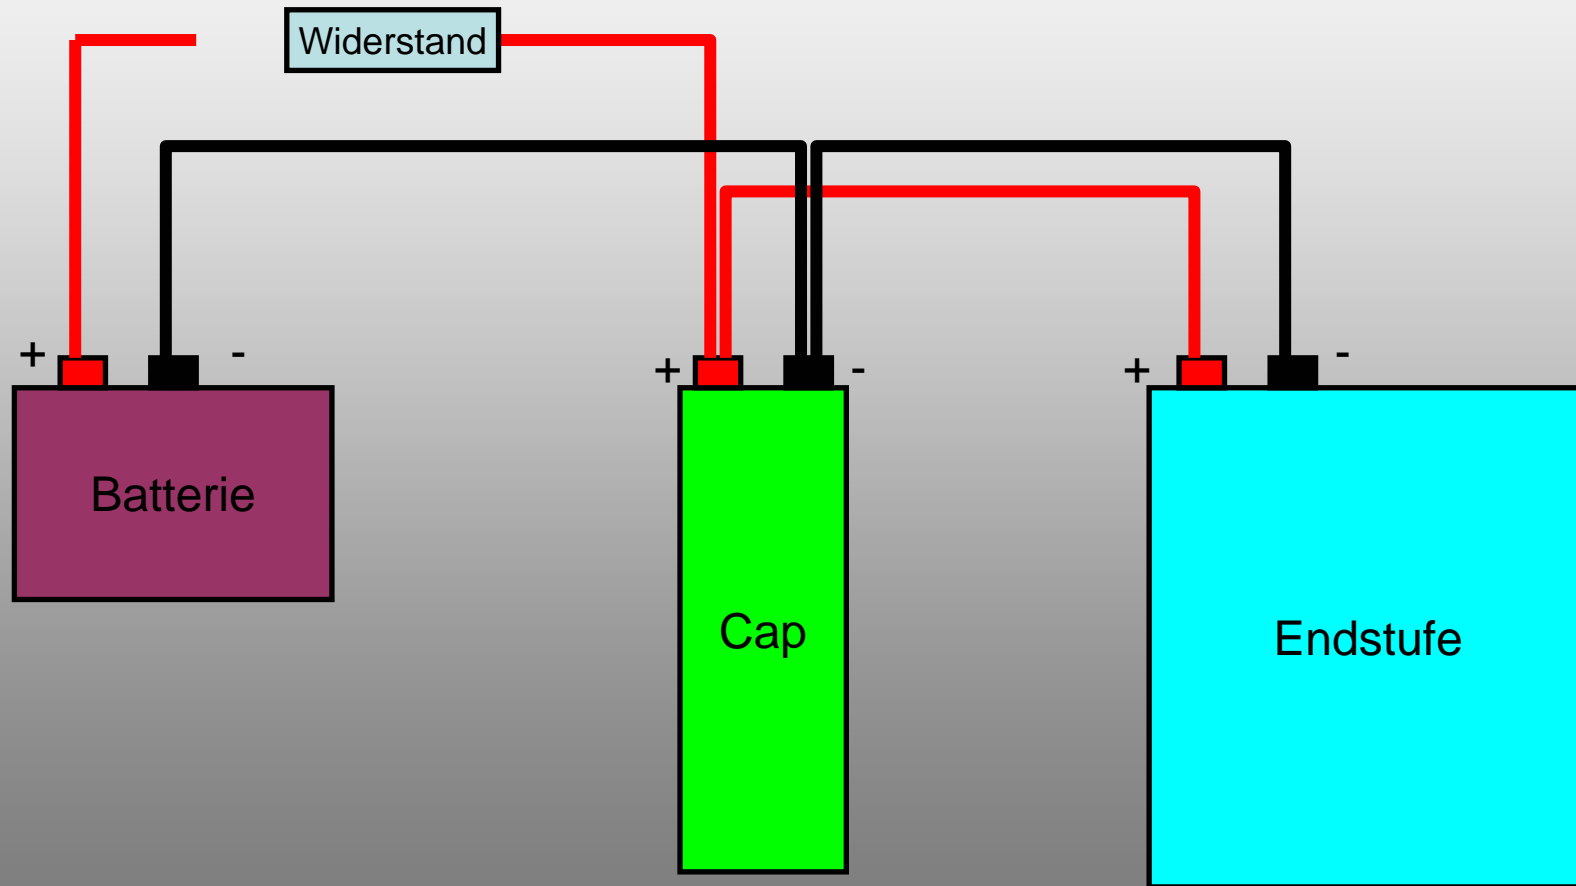 Widerstand
+ -
+ -
+ -
Batterie
Cap
Endstufe